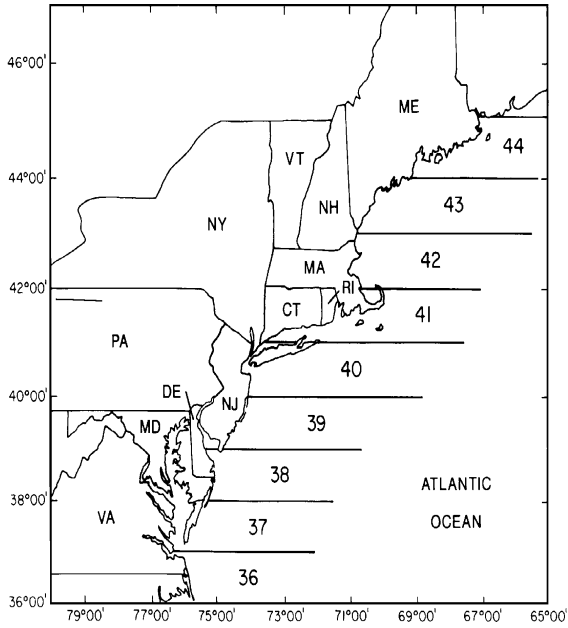 46°00'
ME
44
VT
44°00'
43
NH
NY
42
MA
42°00'
RI
41
CT
PA
40
DE
40°00'
NJ
39
MD
38
ATLANTIC
38°00'
37
VA
OCEAN
36
36°00'
79°00' 77°00' 75°00' 73°00' 71°00' 69°00' 67°00' 65°00'